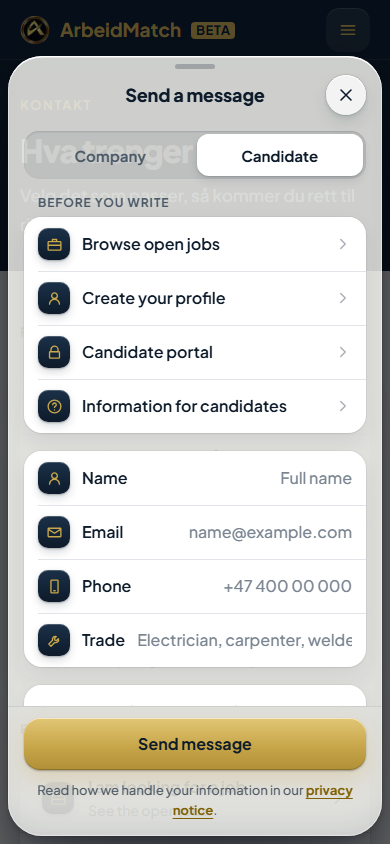 ArbeidMatch BETA
KONTAKT
Send a message
Hva trenger
Company
Candidate
Velg det som passer, så kommer du rett til
BEFORE YOU WRITE
Browse open jobs
Create your profile
Candidate portal
Information for candidates
Name Full name
Email name@example.com
Phone +47 400 00 000
Trade Electrician, carpenter, welde
Send message
Read how we handle your information in our privacy
notice.
See the open